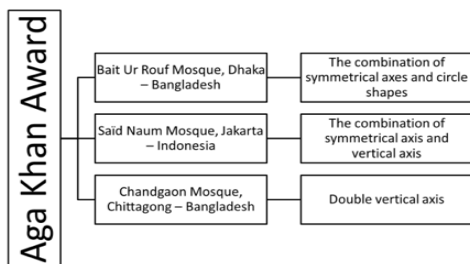 Aga Khan Award
Bait Ur Rouf Mosque, Dhaka
– Bangladesh
The combination of
symmetrical axes and circle
shapes
Saïd Naum Mosque, Jakarta
– Indonesia
The combination of
symmetrical axis and
vertical axis
Chandgaon Mosque,
Chittagong – Bangladesh
Double vertical axis